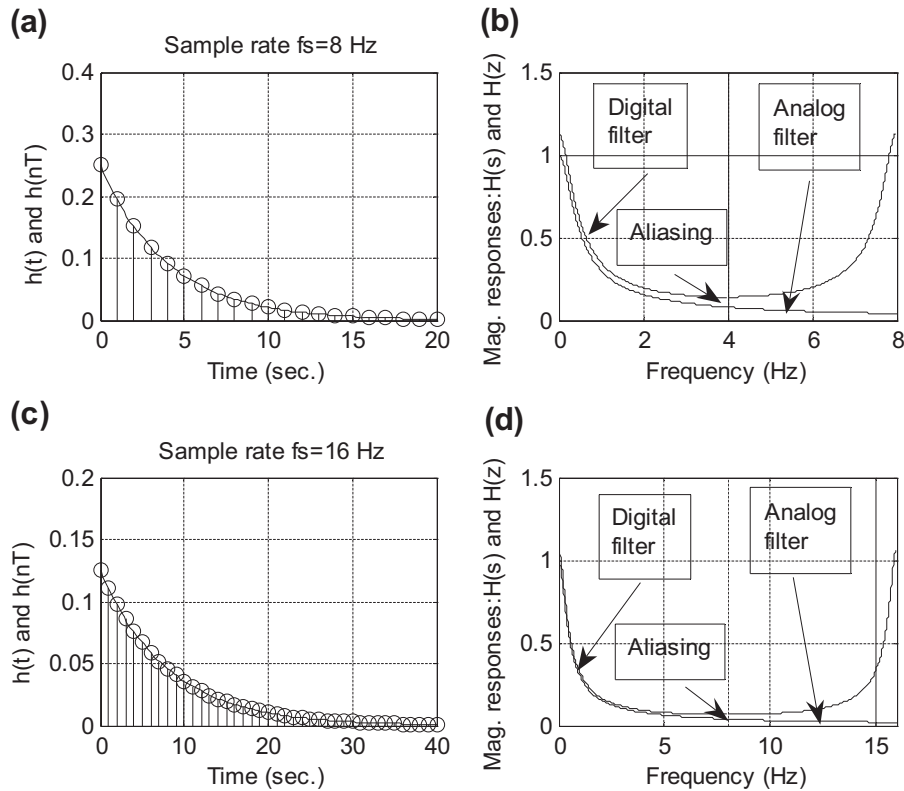 (a)
Sample rate fs=8 Hz
h(t) and h(nT)
0.4
0.3
0.2
0.1
0
0 5 10 15 20
Time (sec.)
(b)
Mag. responses:H(s) and H(z)
1.5
1
0.5
0
Digital
filter
Analog
filter
Aliasing
0 2 4 6 8
Frequency (Hz)
(c)
Sample rate fs=16 Hz
h(t) and h(nT)
0.2
0.15
0.1
0.05
0
0 10 20 30 40
Time (sec.)
(d)
Mag. responses:H(s) and H(z)
1.5
1
0.5
0
Digital
filter
Analog
filter
Aliasing
0 5 10 15
Frequency (Hz)